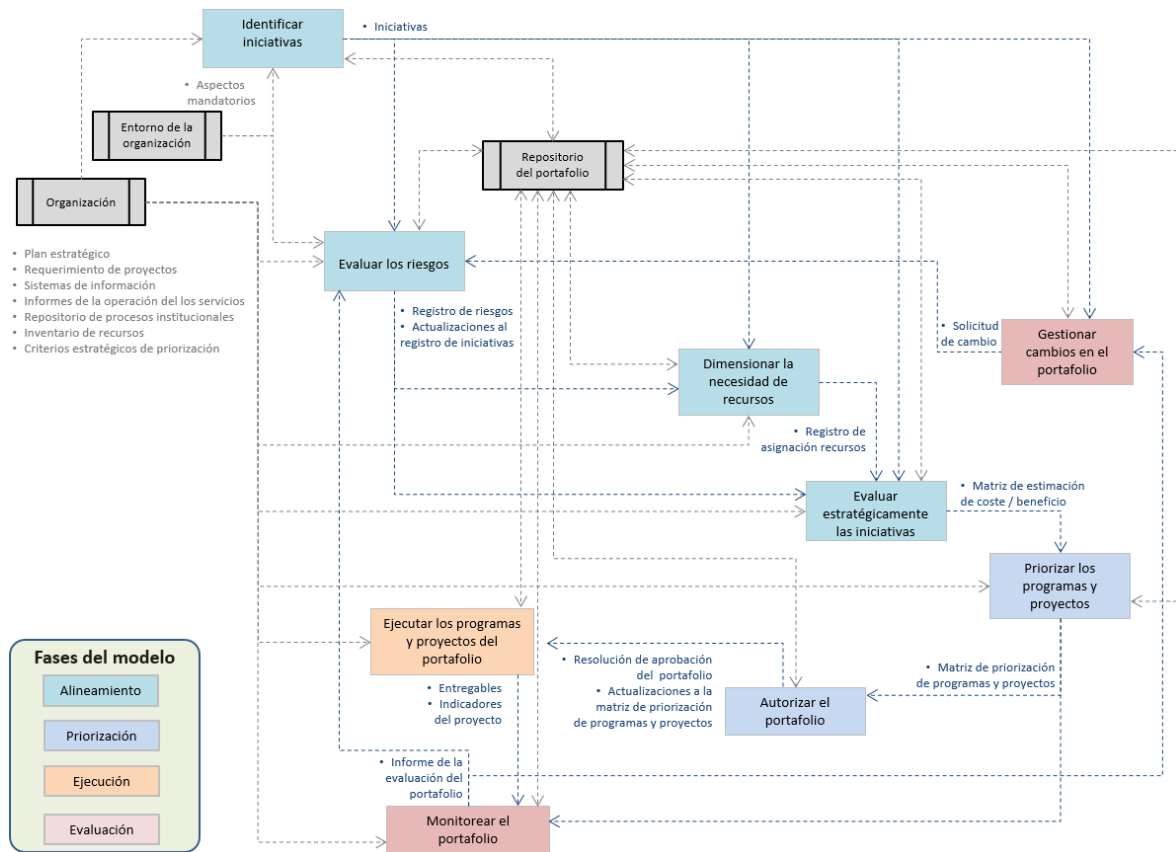 Identificar
iniciativas
• Iniciativas
• Aspectos
mandatorios
Entorno de la
organización
Repositorio
del portafolio
Organización
• Plan estratégico
• Requerimiento de proyectos
• Sistemas de información
• Informes de la operación del los servicios
• Repositorio de procesos institucionales
• Inventario de recursos
• Criterios estratégicos de priorización
Evaluar los riesgos
• Registro de riesgos
• Actualizaciones al
registro de iniciativas
• Solicitud
de cambio
Gestionar
cambios en el
portafolio
Dimensionar la
necesidad de
recursos
• Registro de
asignación recursos
Evaluar
estratégicamente
las iniciativas
• Matriz de estimación
de coste / beneficio
Priorizar los
programas y
proyectos
Ejecutar los programas
y proyectos del
portafolio
• Resolución de aprobación
del portafolio
• Actualizaciones a la
matriz de priorización
de programas y proyectos
Autorizar el
portafolio
• Matriz de priorización
de programas y proyectos
• Entregables
• Indicadores
del proyecto
• Informe de la
evaluación del
portafolio
Monitorear el
portafolio
Fases del modelo
Alineamiento
Priorización
Ejecución
Evaluación